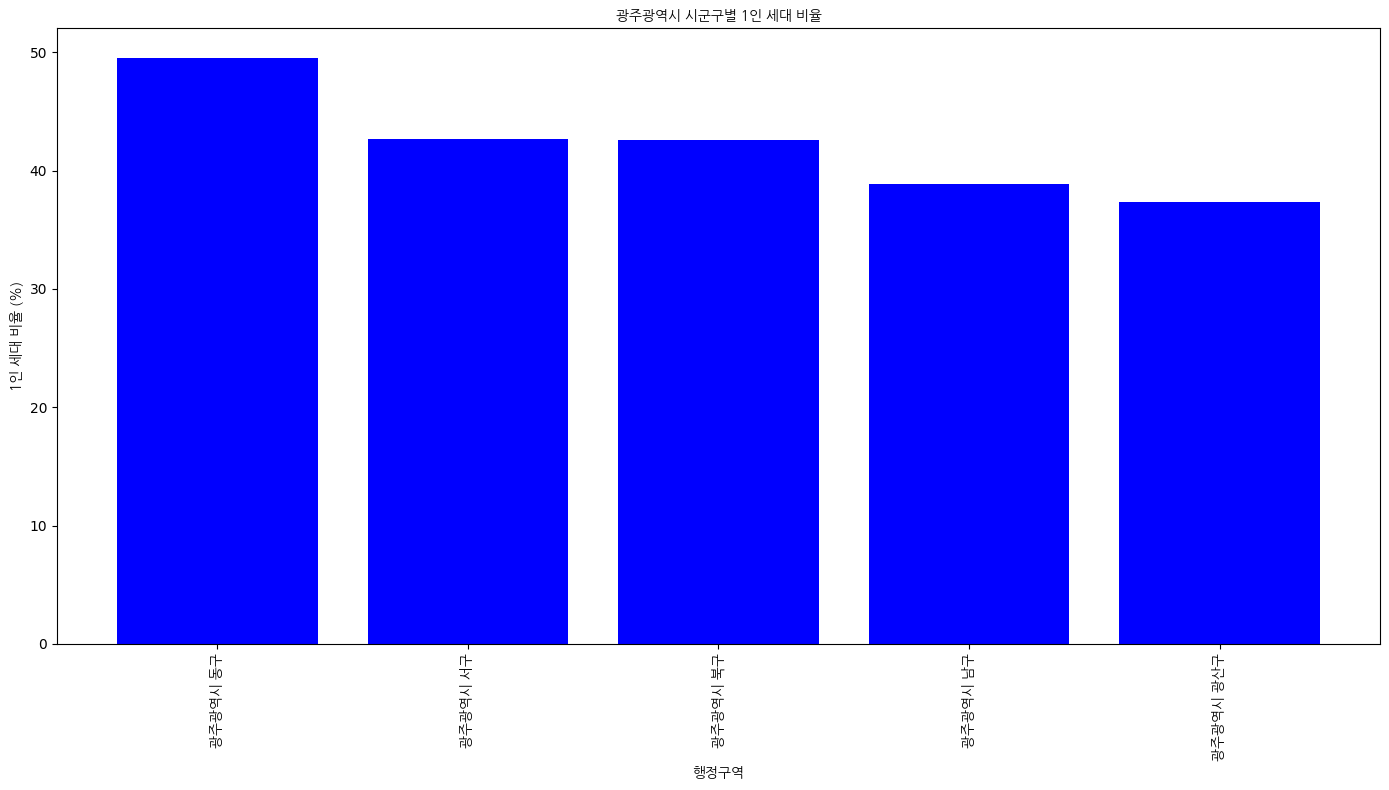 광주광역시 시군구별 1인 세대 비율
1인 세대 비율 (%)
50
40
30
20
10
0
광주광역시 동구
광주광역시 서구
광주광역시 북구
광주광역시 남구
광주광역시 광산구
행정구역